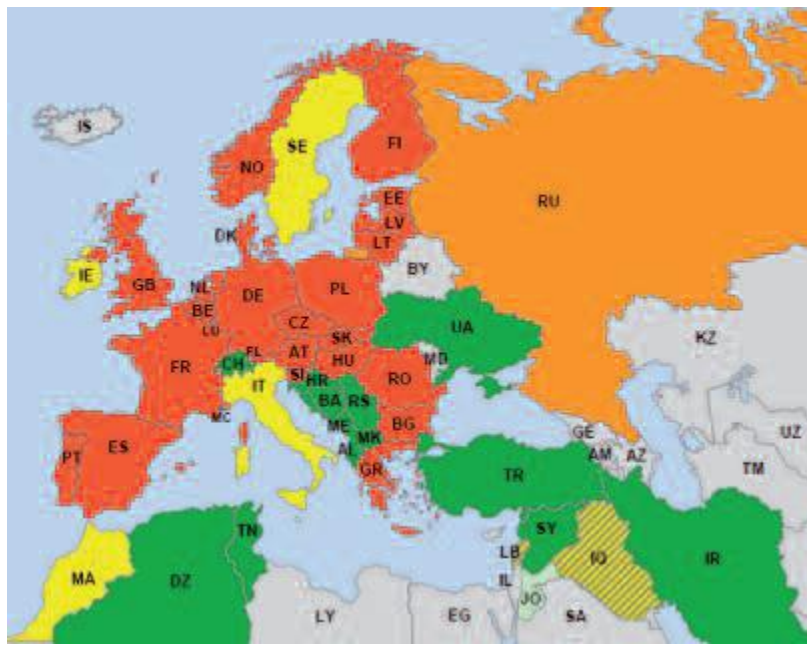 IS
SE
FI
NO
RU
EE
LV
DK
LT
IE
BY
GB
NL
DE
PL
BE
LU
CZ
UA
KZ
SK
FL
AT
CH
HU
MD
FR
SI
HR
RO
IT
BA
RS
UZ
MC
ME
BG
GE
PT
ES
MK
AL
AM
AZ
GR
TM
TR
TN
SY
LB
IQ
IR
MA
DZ
IL
JO
LY
EG
SA